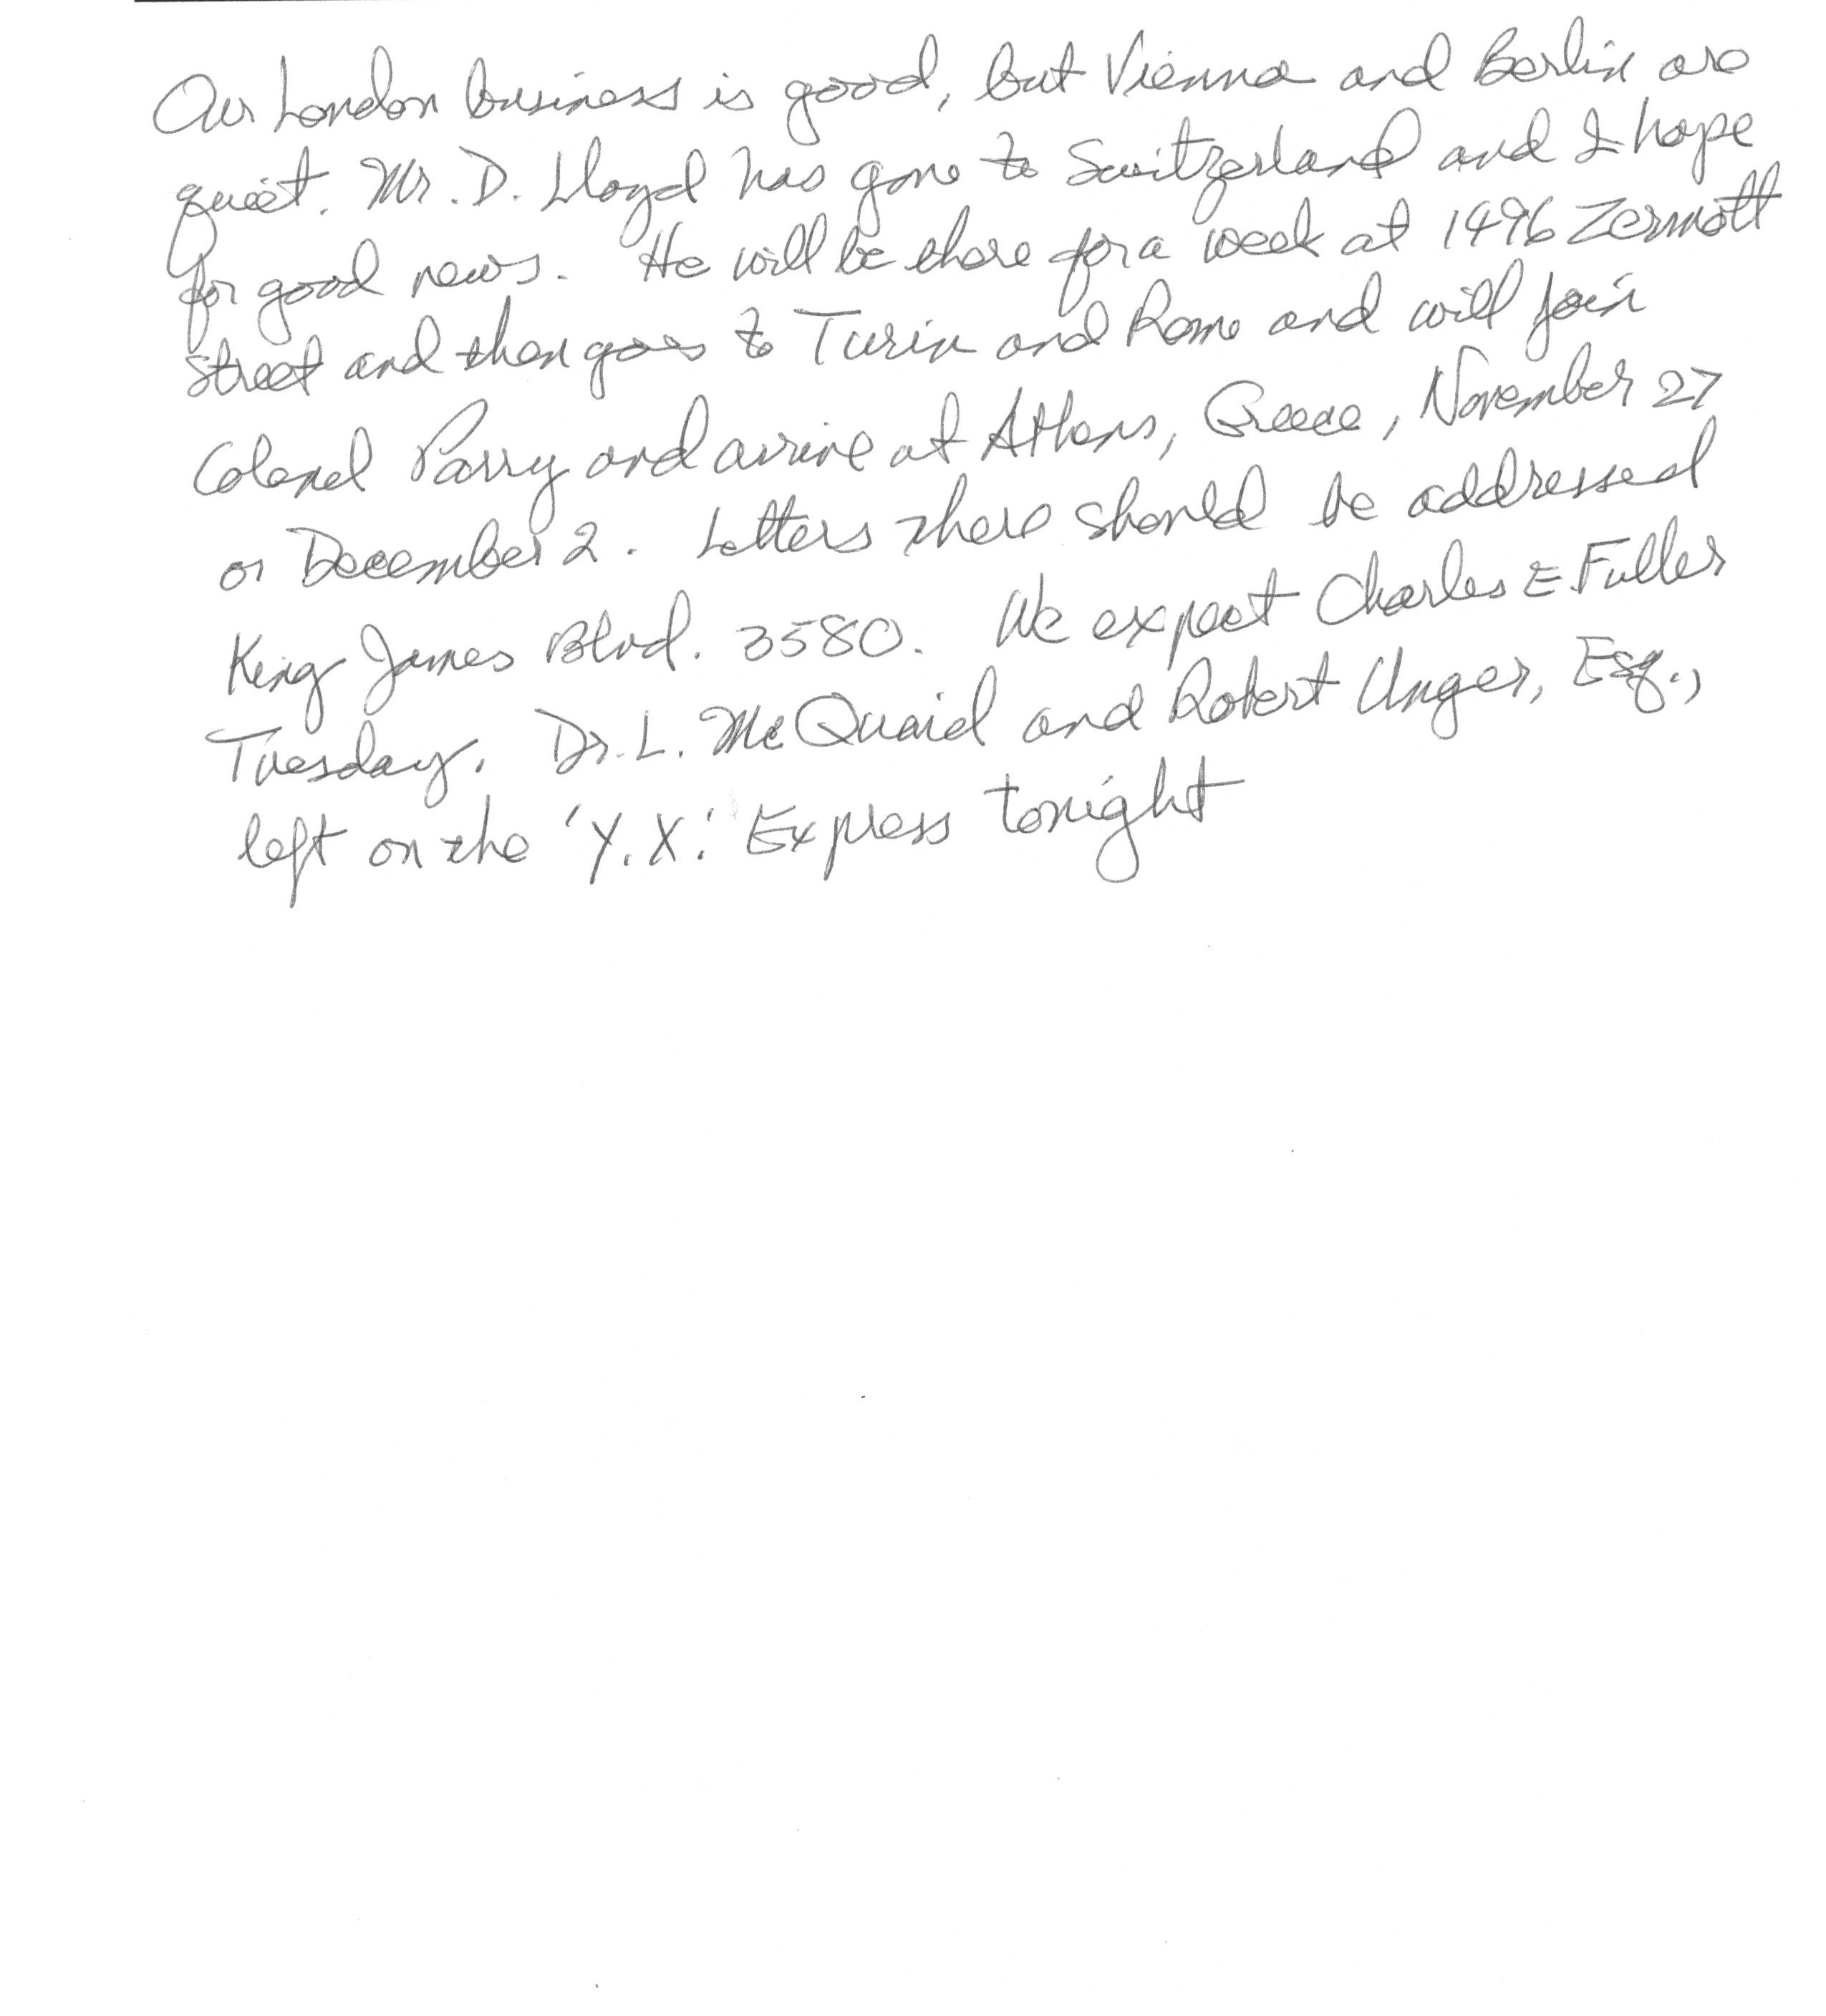 Our London business is good, but Vienna and Berlin are
quiet. Mr. D. Lloyd has gone to Switzerland and I hope
for good news. He will be there for a week at 1496 Zermott
street and then goes to Turin and Rome and will join
Colonel Parry and arrive at Athens, Greece, November 27
or December 2. Letters there should be addressed
King James Blvd. 3580. We expect Charles E. Fuller
Tuesday. Dr. L. McQuaid and Robert Unger, Esq.,
left on the 'Y.X.' Express tonight